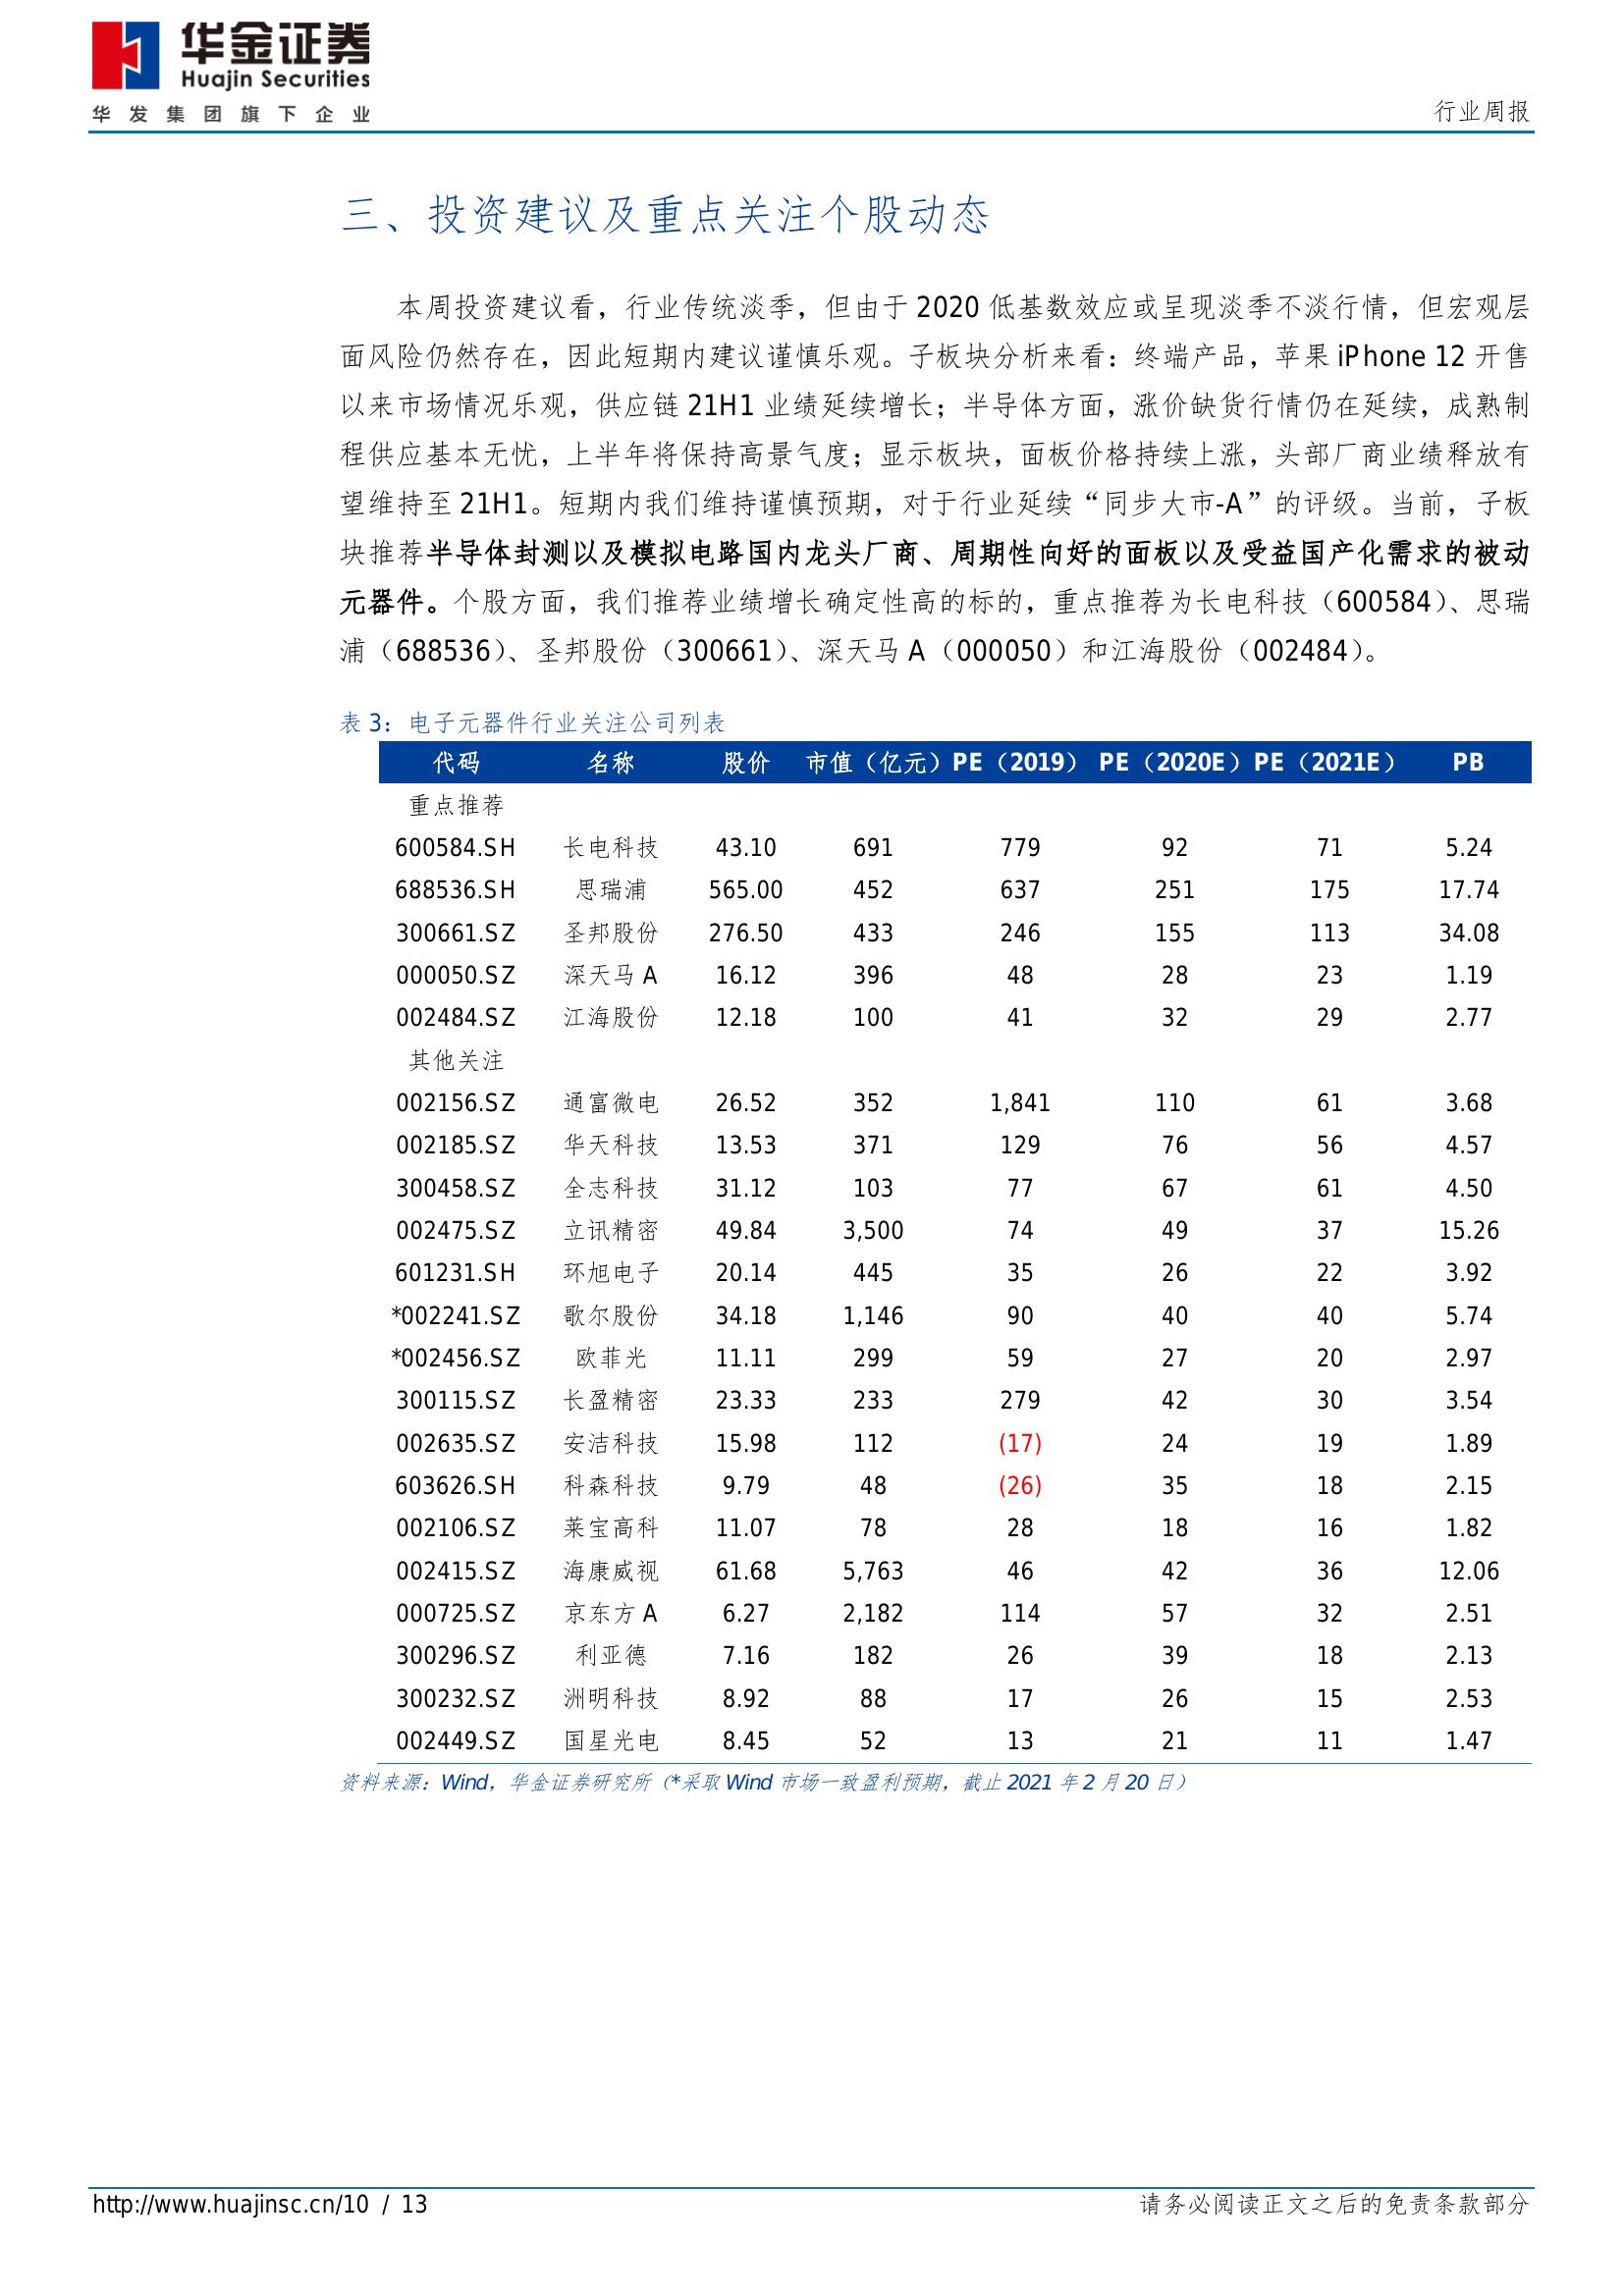 华金证券
Huajin Securities
华发集团旗下企业
行业周报
三、投资建议及重点关注个股动态
本周投资建议看，行业传统淡季，但由于 2020 低基数效应或呈现淡季不淡行情，但宏观层
面风险仍然存在，因此短期内建议谨慎乐观。子板块分析来看：终端产品，苹果 iPhone 12 开售
以来市场情况乐观，供应链 21H1 业绩延续增长；半导体方面，涨价缺货行情仍在延续，成熟制
程供应基本无忧，上半年将保持高景气度；显示板块，面板价格持续上涨，头部厂商业绩释放有
望维持至 21H1。短期内我们维持谨慎预期，对于行业延续“同步大市-A”的评级。当前，子板
块推荐半导体封测以及模拟电路国内龙头厂商、周期性向好的面板以及受益国产化需求的被动
元器件。个股方面，我们推荐业绩增长确定性高的标的，重点推荐为长电科技（600584）、思瑞
浦（688536）、圣邦股份（300661）、深天马 A（000050）和江海股份（002484）。
表 3：电子元器件行业关注公司列表
代码 名称 股价 市值（亿元） PE（2019） PE（2020E） PE（2021E） PB
重点推荐
600584.SH 长电科技 43.10 691 779 92 71 5.24
688536.SH 思瑞浦 565.00 452 637 251 175 17.74
300661.SZ 圣邦股份 276.50 433 246 155 113 34.08
000050.SZ 深天马 A 16.12 396 48 28 23 1.19
002484.SZ 江海股份 12.18 100 41 32 29 2.77
其他关注
002156.SZ 通富微电 26.52 352 1,841 110 61 3.68
002185.SZ 华天科技 13.53 371 129 76 56 4.57
300458.SZ 全志科技 31.12 103 77 67 61 4.50
002475.SZ 立讯精密 49.84 3,500 74 49 37 15.26
601231.SH 环旭电子 20.14 445 35 26 22 3.92
*002241.SZ 歌尔股份 34.18 1,146 90 40 40 5.74
*002456.SZ 欧菲光 11.11 299 59 27 20 2.97
300115.SZ 长盈精密 23.33 233 279 42 30 3.54
002635.SZ 安洁科技 15.98 112 (17) 24 19 1.89
603626.SH 科森科技 9.79 48 (26) 35 18 2.15
002106.SZ 莱宝高科 11.07 78 28 18 16 1.82
002415.SZ 海康威视 61.68 5,763 46 42 36 12.06
000725.SZ 京东方 A 6.27 2,182 114 57 32 2.51
300296.SZ 利亚德 7.16 182 26 39 18 2.13
300232.SZ 洲明科技 8.92 88 17 26 15 2.53
002449.SZ 国星光电 8.45 52 13 21 11 1.47
资料来源：Wind，华金证券研究所（*采取 Wind 市场一致盈利预期，截止 2021 年 2 月 20 日）
http://www.huajinsc.cn/10 / 13
请务必阅读正文之后的免责条款部分